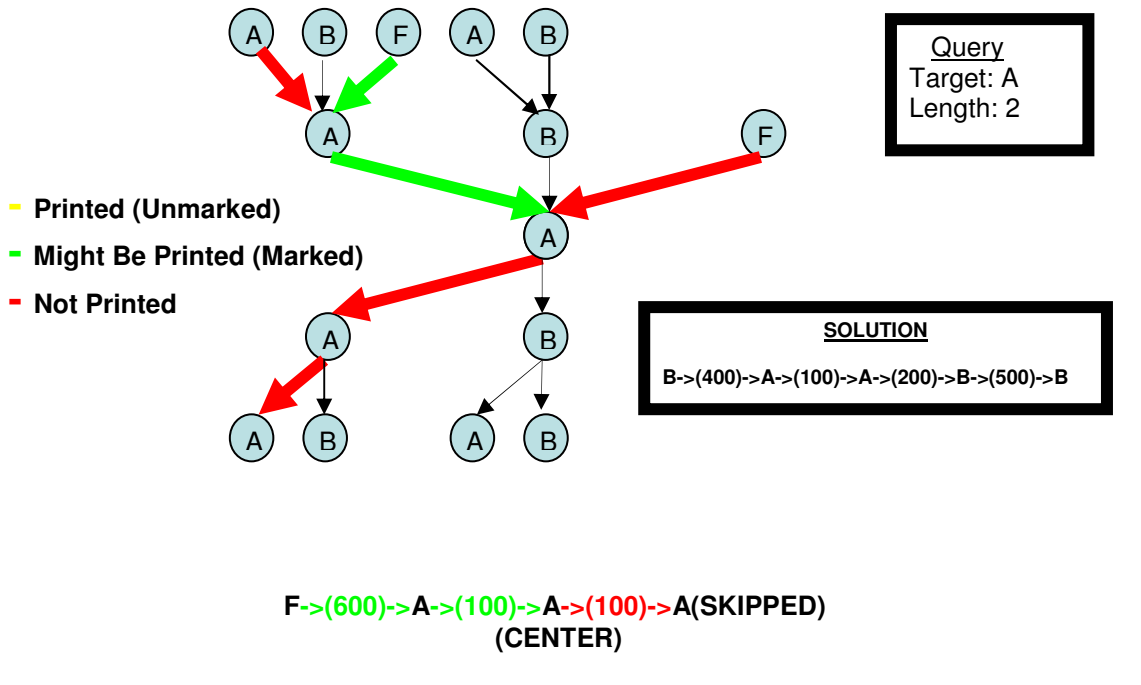 A B F A B
Query
Target: A
Length: 2
A B F
- Printed (Unmarked)
A
- Might Be Printed (Marked)
- Not Printed
A B
SOLUTION
B->(400)->A->(100)->A->(200)->B->(500)->B
A B A B
F->(600)->A->(100)->A->(100)->A(SKIPPED)
(CENTER)